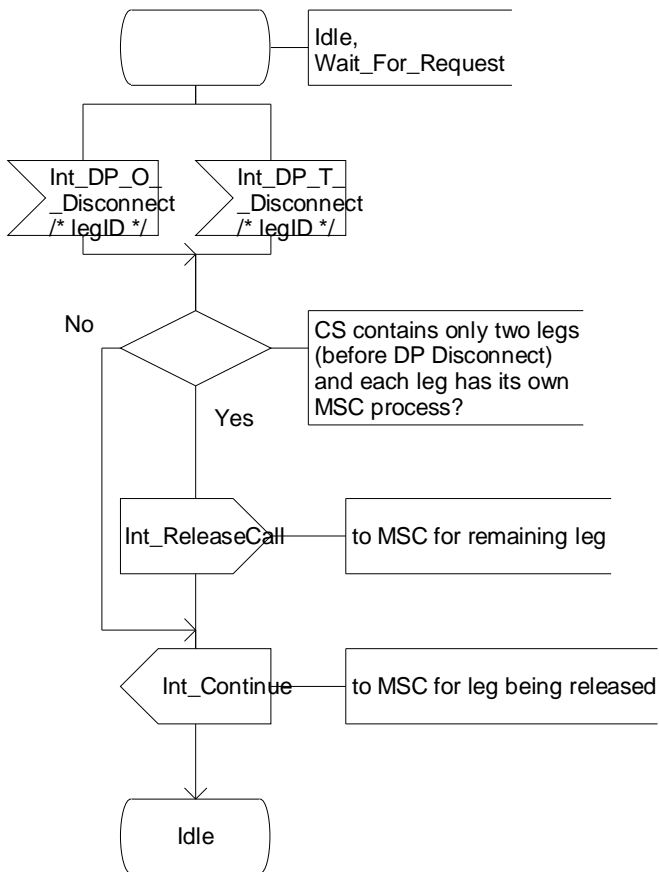 Idle,
Wait_For_Request
Int_DP_O_
_Disconnect
/* legID */
Int_DP_T_
_Disconnect
/* legID */
No
CS contains only two legs
(before DP Disconnect)
and each leg has its own
MSC process?
Yes
Int_ReleaseCall
to MSC for remaining leg
Int_Continue
to MSC for leg being released
Idle